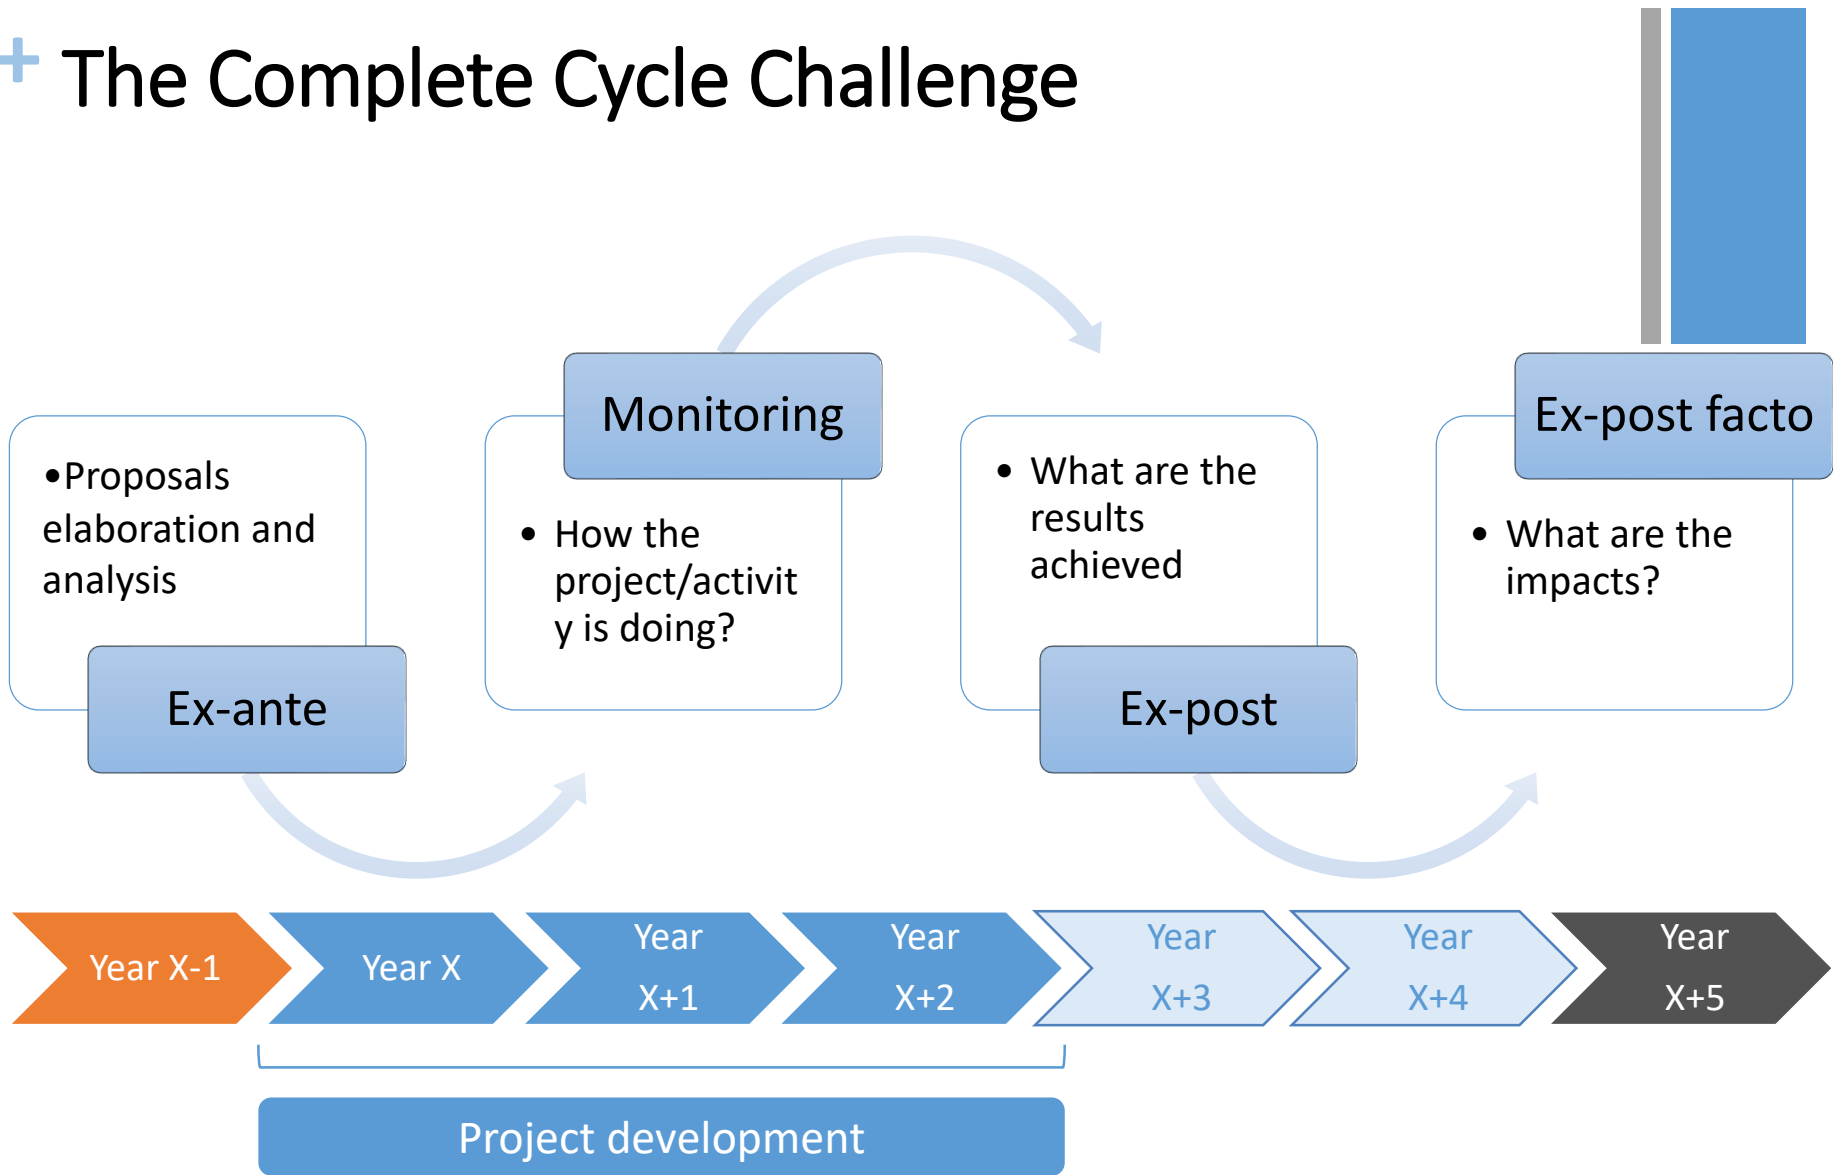 + The Complete Cycle Challenge
•Proposals
elaboration and
analysis
Ex-ante
Monitoring
• How the
project/activit
y is doing?
• What are the
results
achieved
Ex-post
Ex-post facto
• What are the
impacts?
Year X-1
Year X
Year
X+1
Year
X+2
Year
X+3
Year
X+4
Year
X+5
Project development